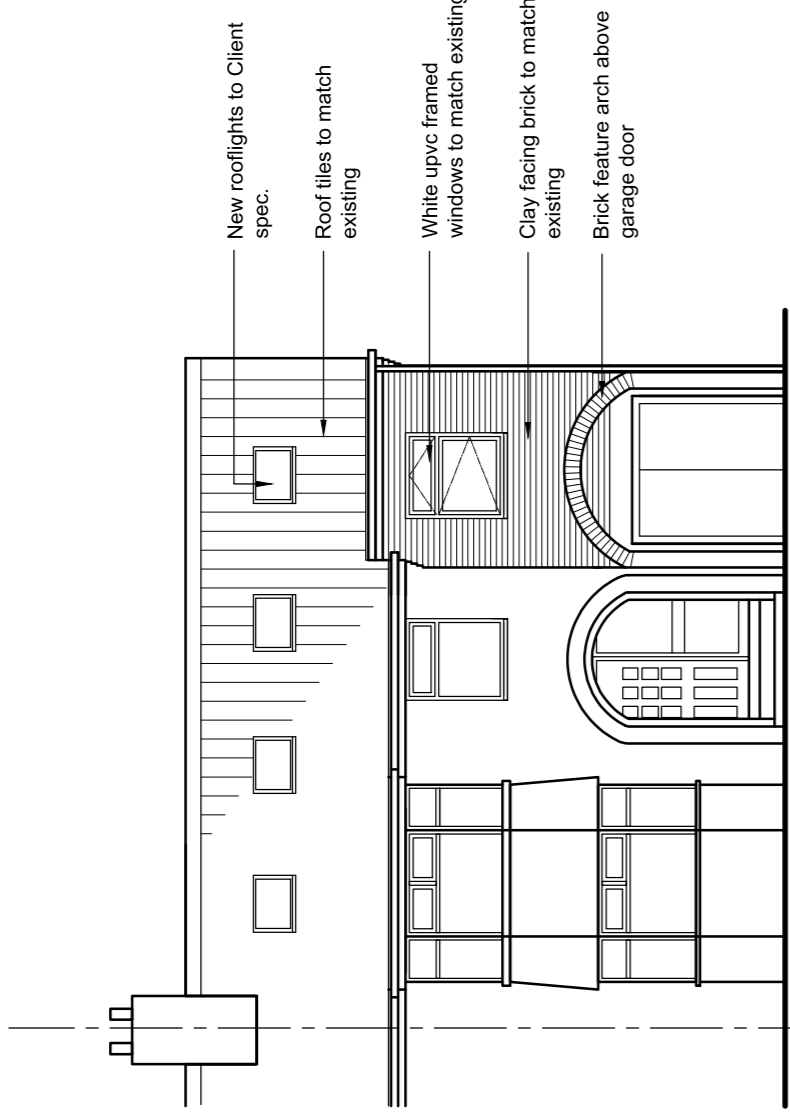 New rooflights to Client
spec.
Roof tiles to match
existing
White upvc framed
windows to match existing
Clay facing brick to match
existing
Brick feature arch above
garage door